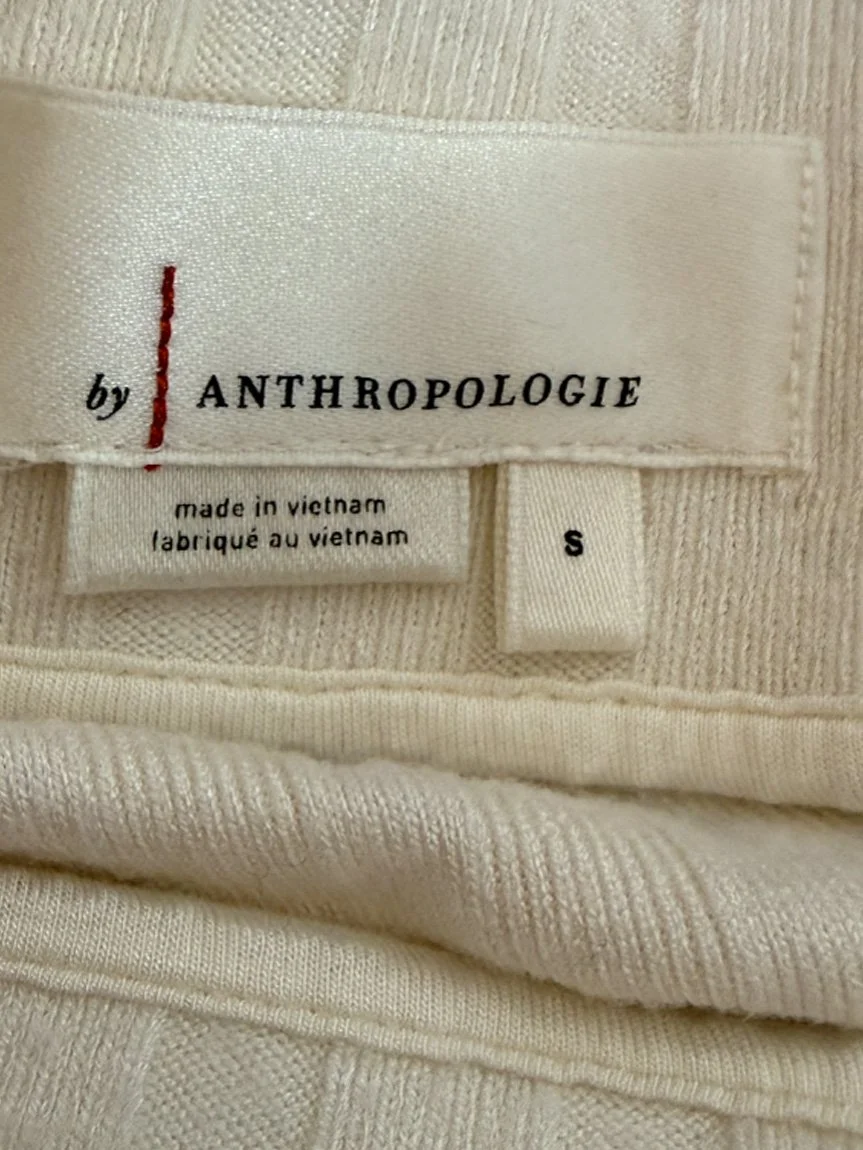 by ANTHROPOLOGIE
made in vietnam
fabriqué au vietnam
S